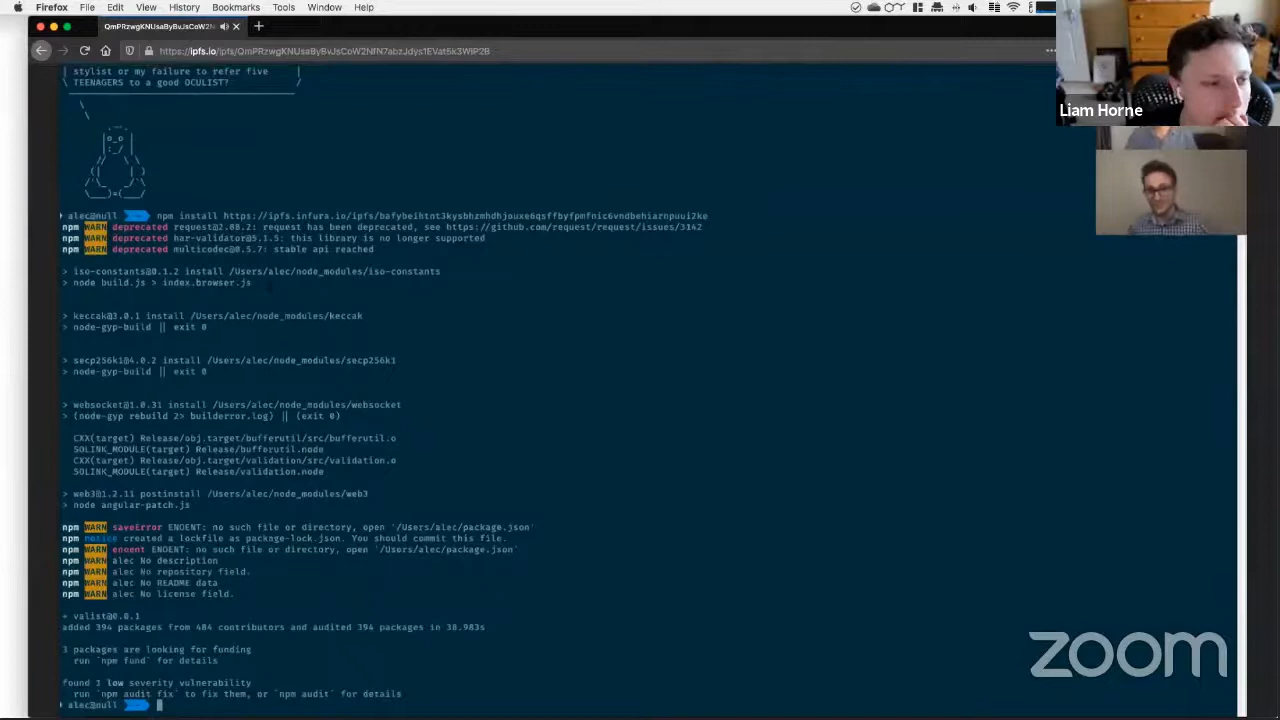 Firefox File Edit View History Bookmarks Tools Window Help
https://ipfs.io/ipfs/
Liam Horne
| stylist or my failure to refer five |
\ TEENAGERS to a good OCULIST? /
alec@null npm install
npm WARN deprecated request@2.88.2: request has been deprecated, see https://github.com/request/request/issues/3142
npm WARN deprecated har-validator@5.1.5: this library is no longer supported
npm WARN deprecated multicodec@0.5.7: stable api reached
> iso-constants@0.1.2 install /Users/alec/node_modules/iso-constants
> node build.js > index.browser.js
> keccak@3.0.1 install /Users/alec/node_modules/keccak
> node-gyp-build || exit 0
> secp256k1@4.0.2 install /Users/alec/node_modules/secp256k1
> node-gyp-build || exit 0
> websocket@1.0.31 install /Users/alec/node_modules/websocket
> (node-gyp rebuild 2> builderror.log) || (exit 0)
CXX(target) Release/obj.target/bufferutil/src/bufferutil.o
SOLINK_MODULE(target) Release/bufferutil.node
CXX(target) Release/obj.target/validation/src/validation.o
SOLINK_MODULE(target) Release/validation.node
> web3@1.2.11 postinstall /Users/alec/node_modules/web3
> node angular-patch.js
npm WARN saveError ENOENT: no such file or directory, open '/Users/alec/package.json'
npm notice created a lockfile as package-lock.json. You should commit this file.
npm WARN enoent ENOENT: no such file or directory, open '/Users/alec/package.json'
npm WARN alec No description
npm WARN alec No repository field.
npm WARN alec No README data
npm WARN alec No license field.
+ valist@0.0.1
added 394 packages from 484 contributors and audited 394 packages in 38.983s
3 packages are looking for funding
run `npm fund` for details
found 1 low severity vulnerability
run `npm audit fix` to fix them, or `npm audit` for details
alec@null
zoom